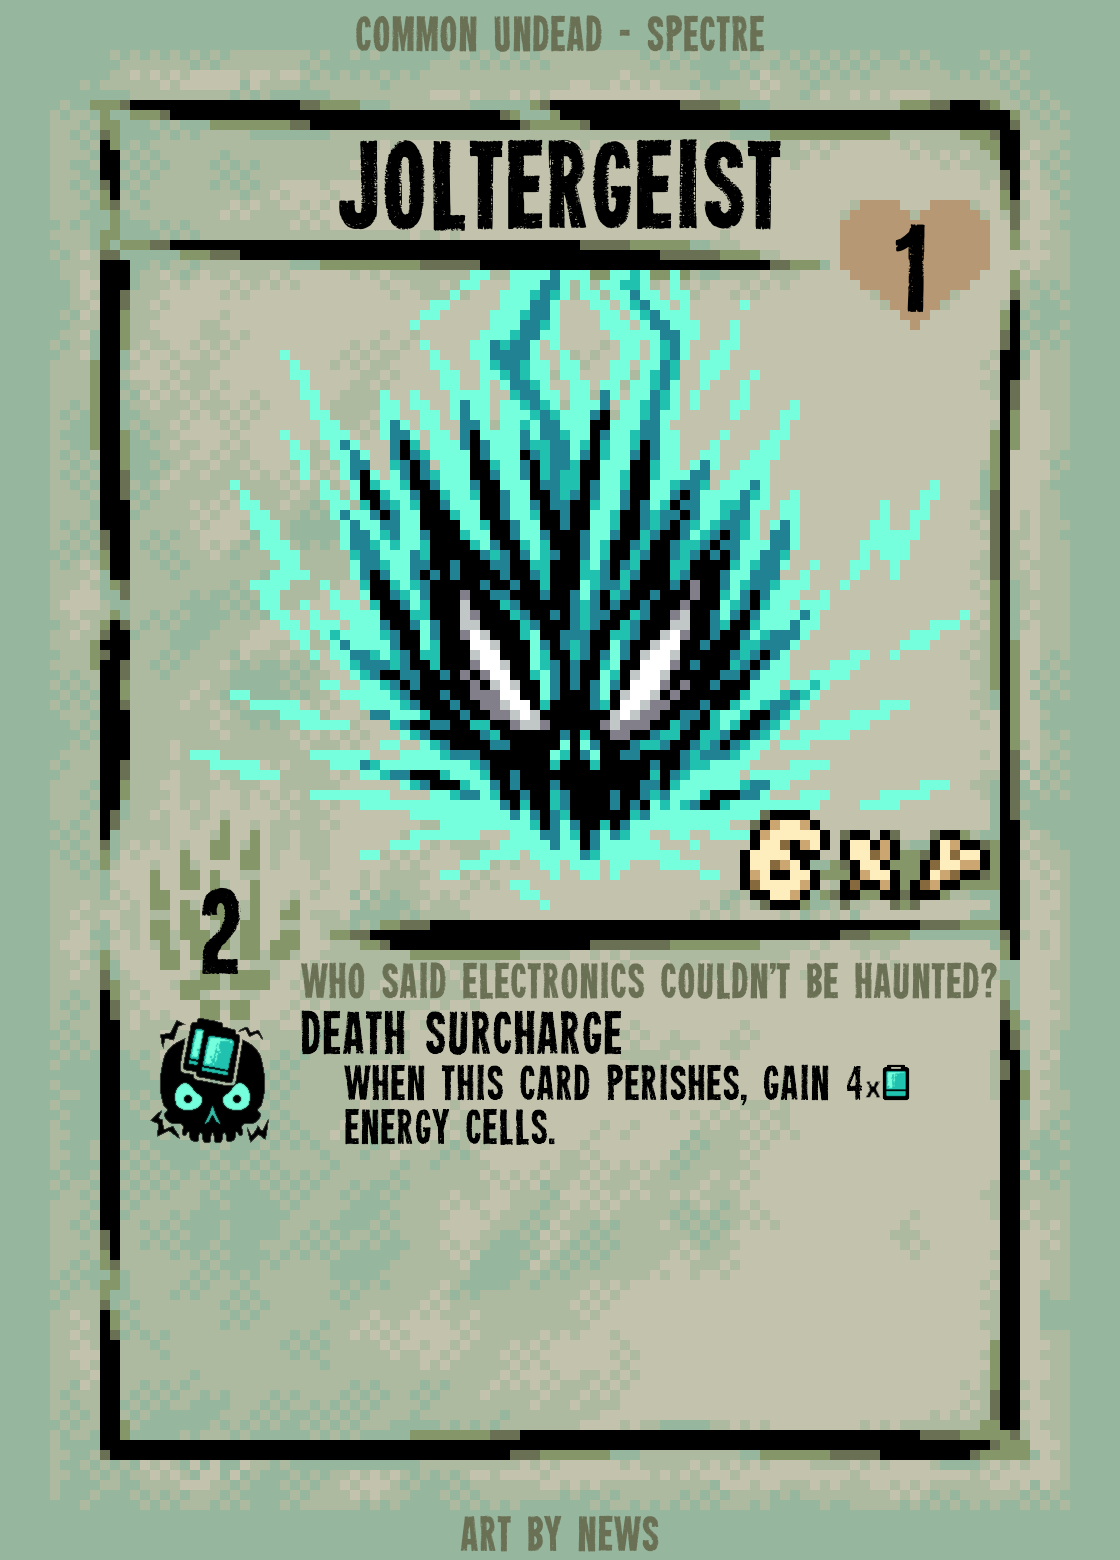 COMMON UNDEAD - SPECTRE
JOLTERGEIST
1
6x
2
WHO SAID ELECTRONICS COULDN'T BE HAUNTED?
DEATH SURCHARGE
WHEN THIS CARD PERISHES, GAIN 4x
ENERGY CELLS.
ART BY NEWS